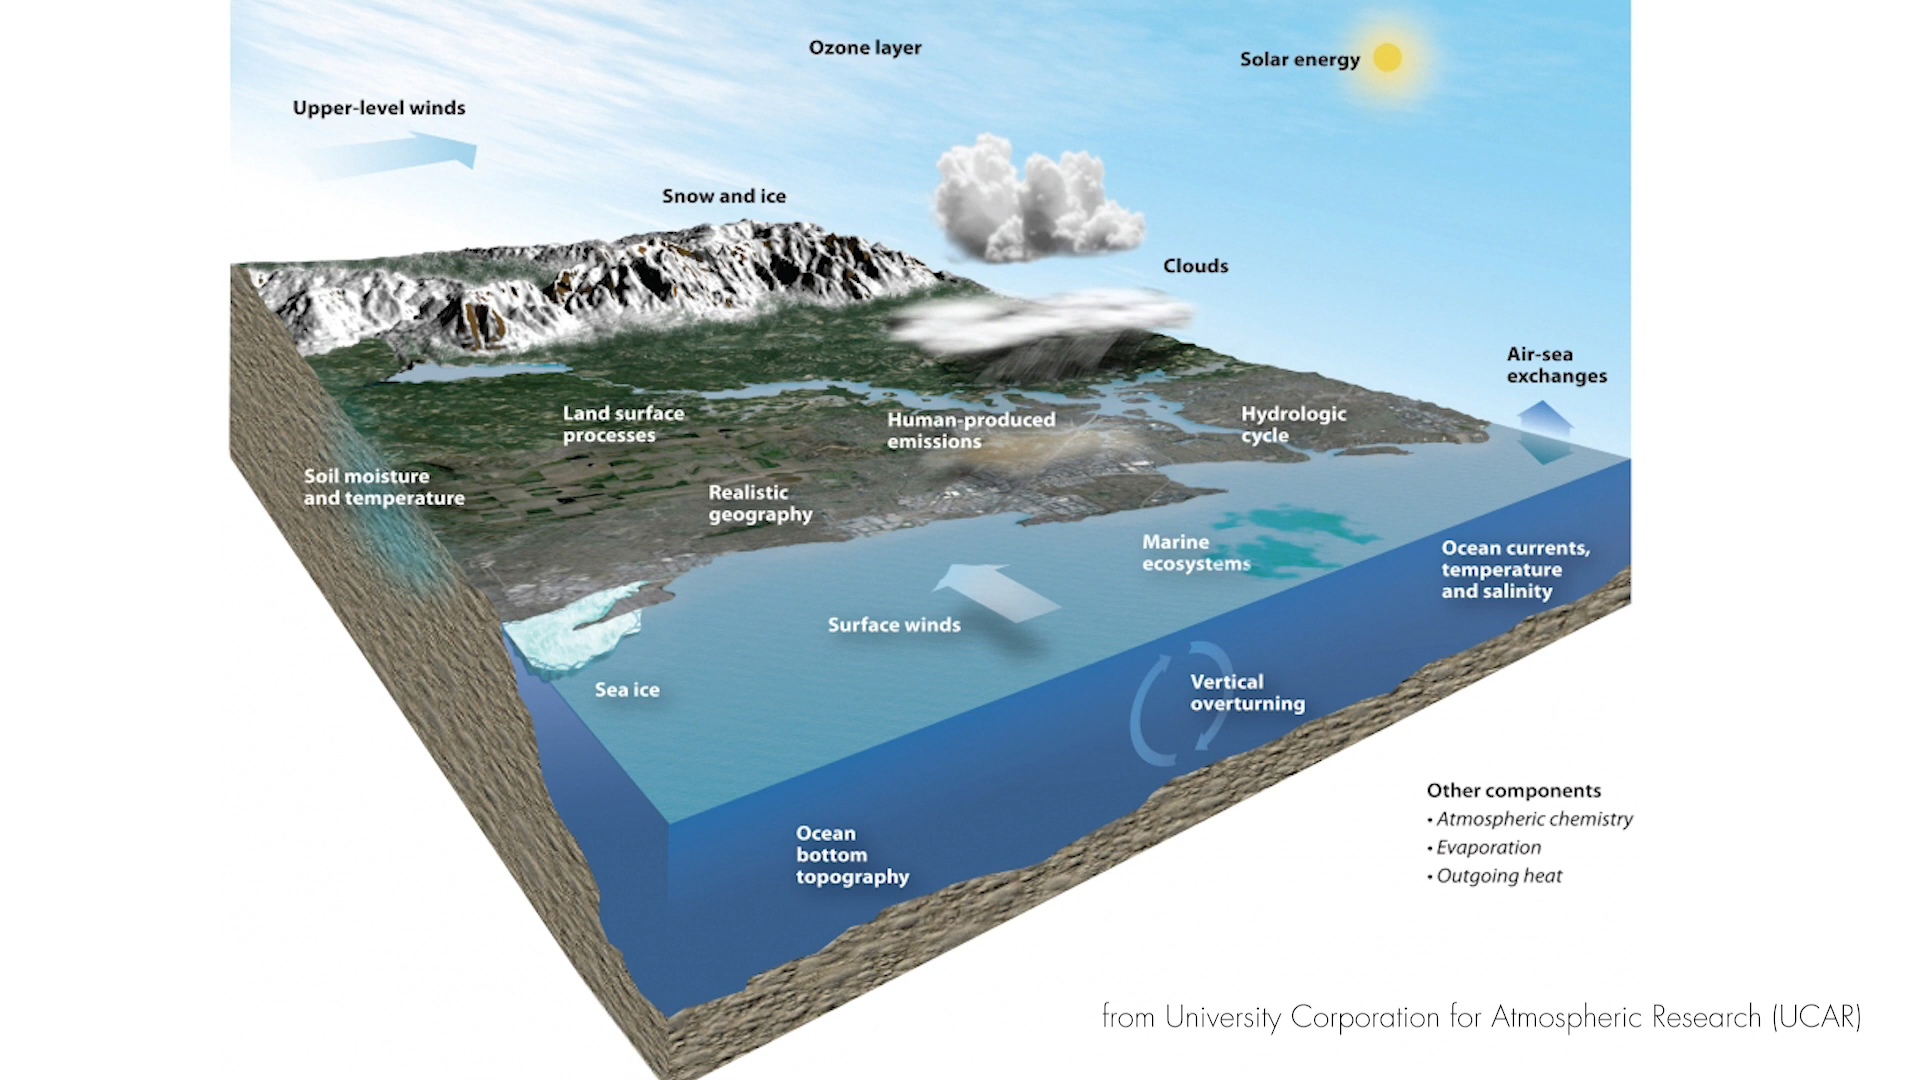 Ozone layer
Solar energy
Upper-level winds
Snow and ice
Clouds
Air-sea
exchanges
Land surface
processes
Human-produced
emissions
Hydrologic
cycle
Soil moisture
and temperature
Realistic
geography
Marine
ecosystems
Ocean currents,
temperature
and salinity
Surface winds
Sea ice
Vertical
overturning
Ocean
bottom
topography
Other components
• Atmospheric chemistry
• Evaporation
• Outgoing heat
from University Corporation for Atmospheric Research (UCAR)